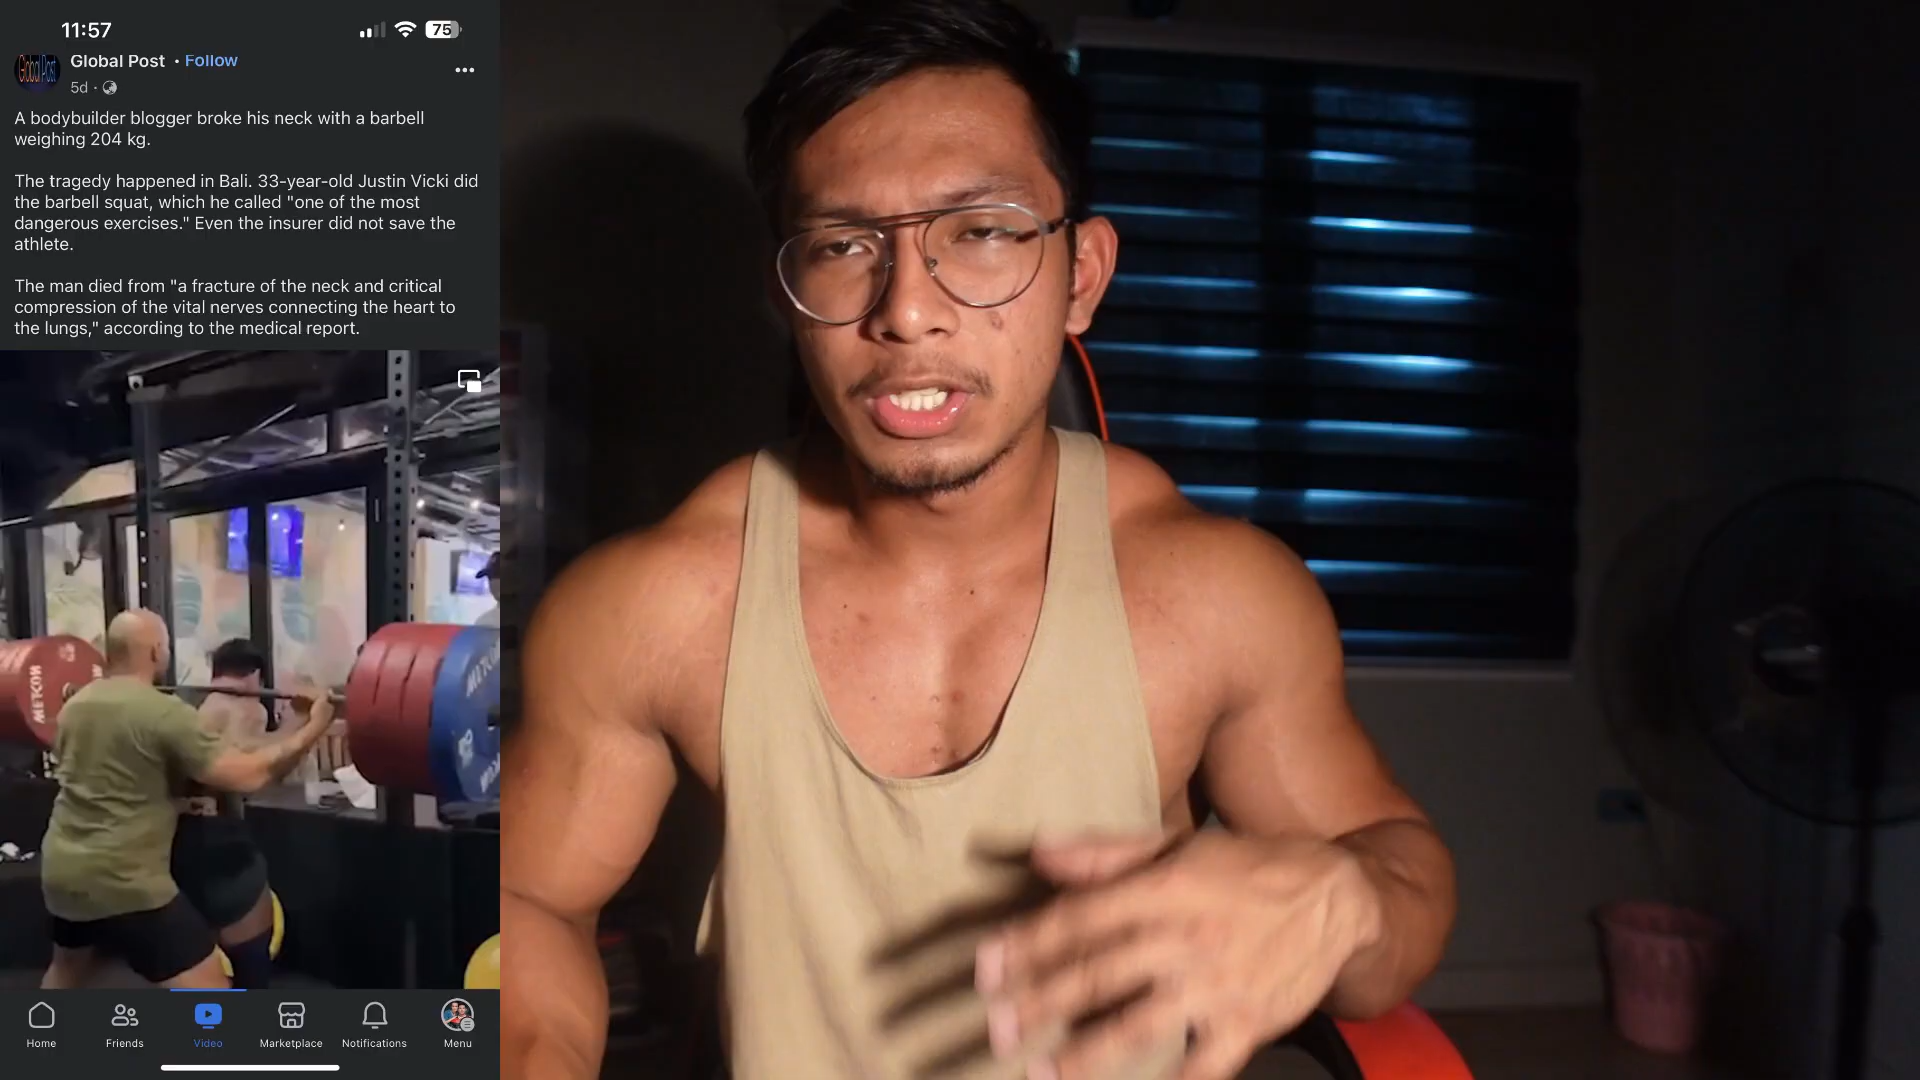 11:57
75
Global Post
Global Post • Follow
5d ·
A bodybuilder blogger broke his neck with a barbell
weighing 204 kg.
The tragedy happened in Bali. 33-year-old Justin Vicki did
the barbell squat, which he called "one of the most
dangerous exercises." Even the insurer did not save the
athlete.
The man died from "a fracture of the neck and critical
compression of the vital nerves connecting the heart to
the lungs," according to the medical report.
METCON
Home
Friends
Video
Marketplace
Notifications
Menu